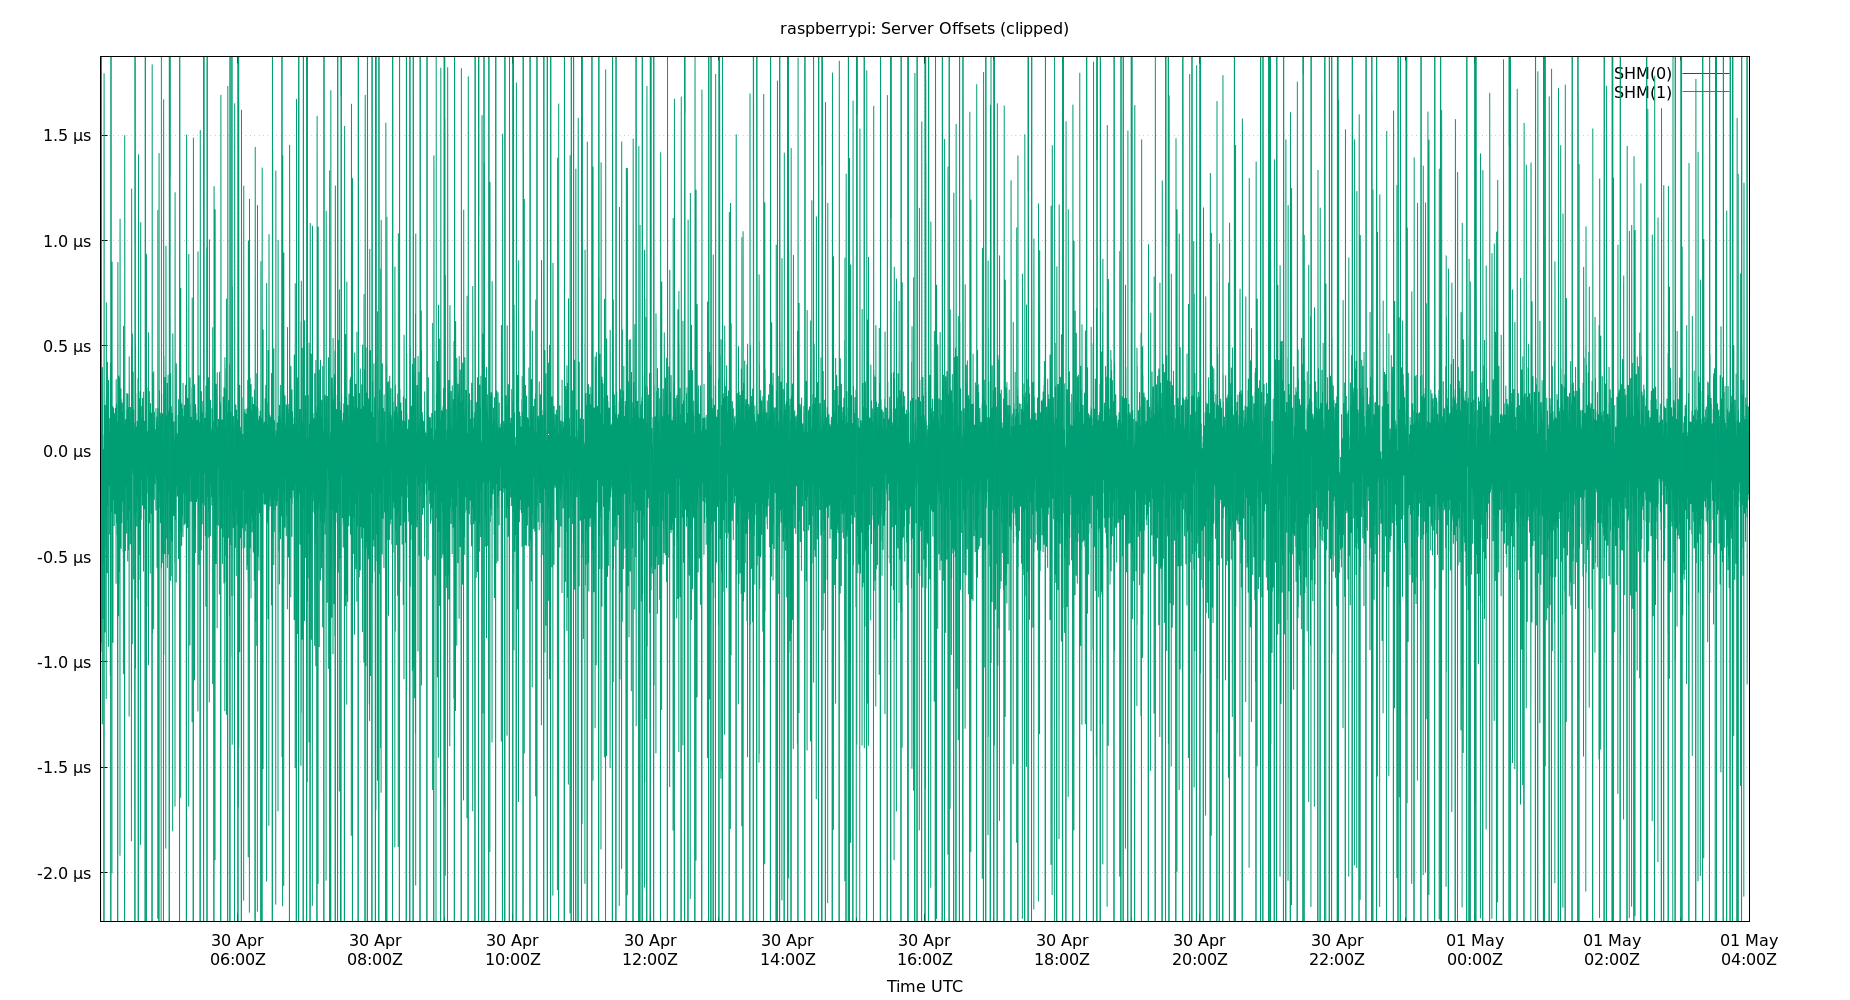 raspberrypi: Server Offsets (clipped)
SHM(0)
SHM(1)
1.5 µs
1.0 µs
0.5 µs
0.0 µs
-0.5 µs
-1.0 µs
-1.5 µs
-2.0 µs
30 Apr 30 Apr 30 Apr 30 Apr 30 Apr 30 Apr 30 Apr 30 Apr 30 Apr 01 May 01 May 01 May
06:00Z 08:00Z 10:00Z 12:00Z 14:00Z 16:00Z 18:00Z 20:00Z 22:00Z 00:00Z 02:00Z 04:00Z
Time UTC